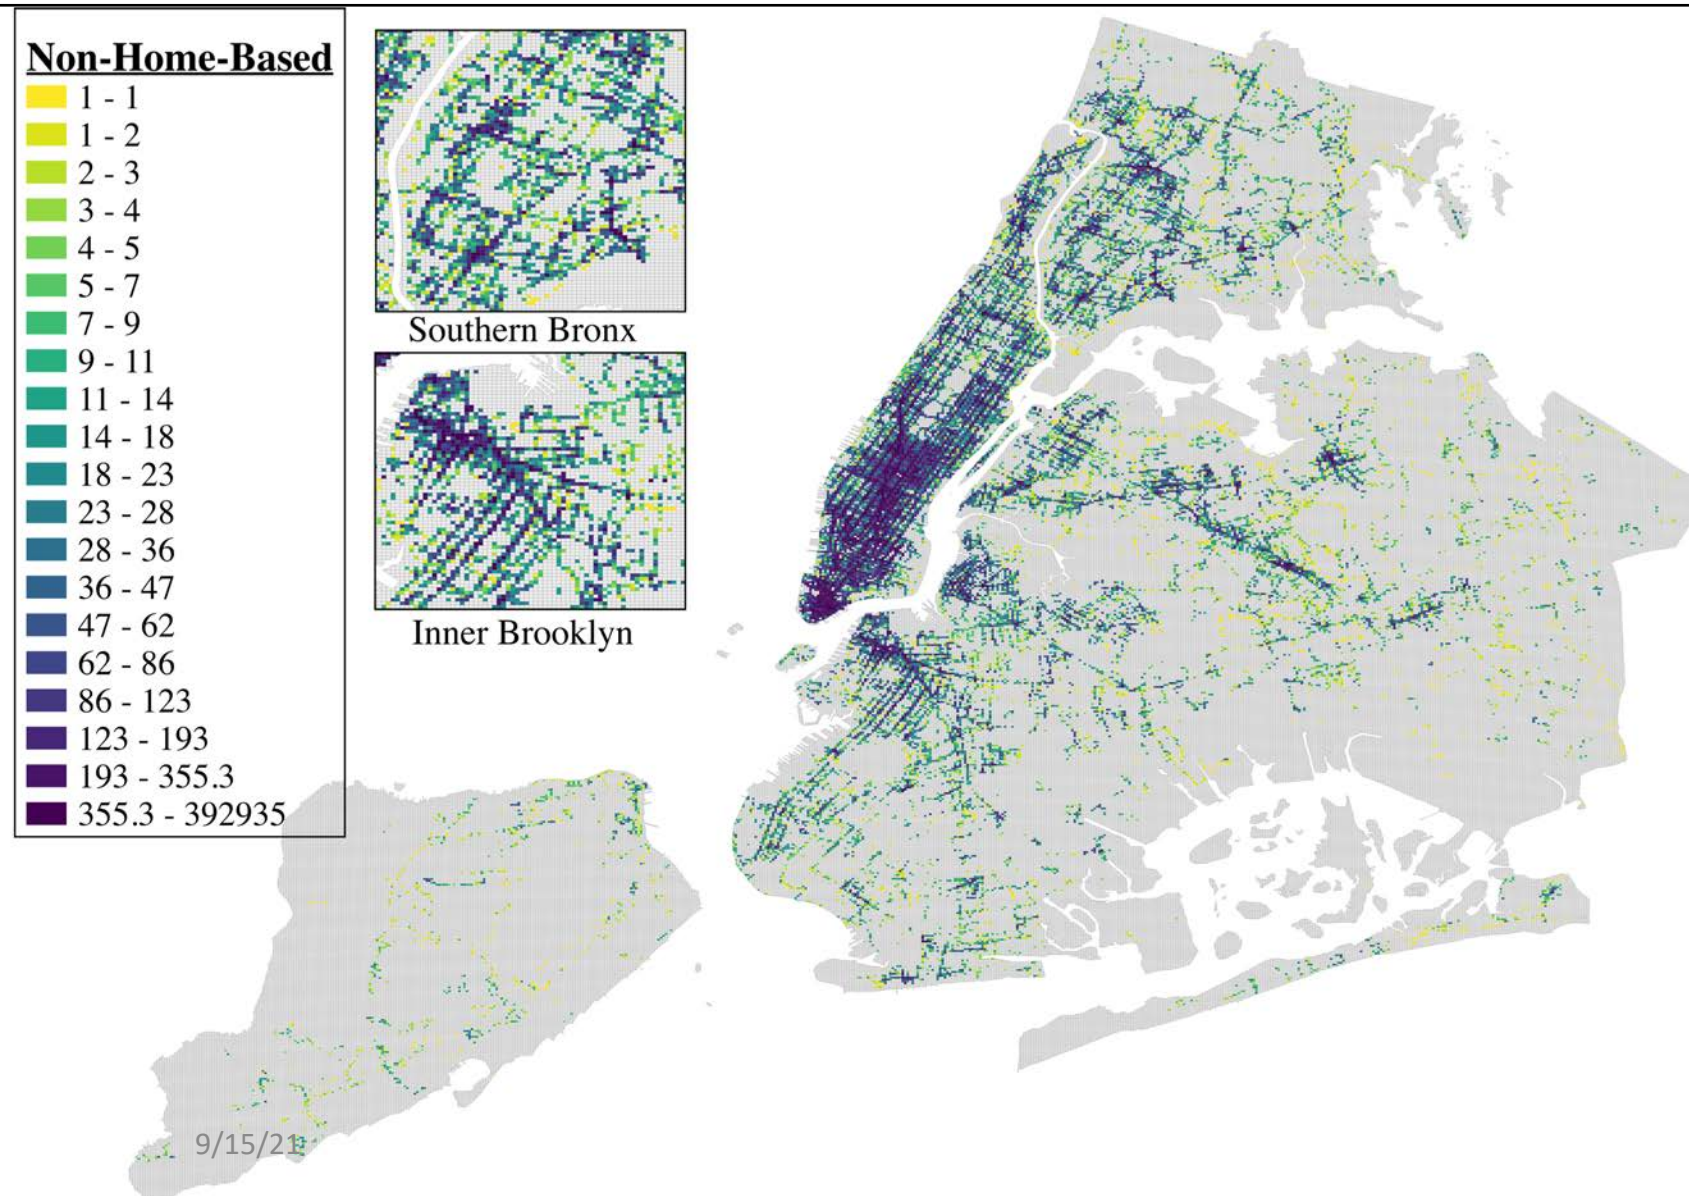 Non-Home-Based
1 - 1
1 - 2
2 - 3
3 - 4
4 - 5
5 - 7
7 - 9
9 - 11
11 - 14
14 - 18
18 - 23
23 - 28
28 - 36
36 - 47
47 - 62
62 - 86
86 - 123
123 - 193
193 - 355.3
355.3 - 392935
Southern Bronx
Inner Brooklyn
9/15/21